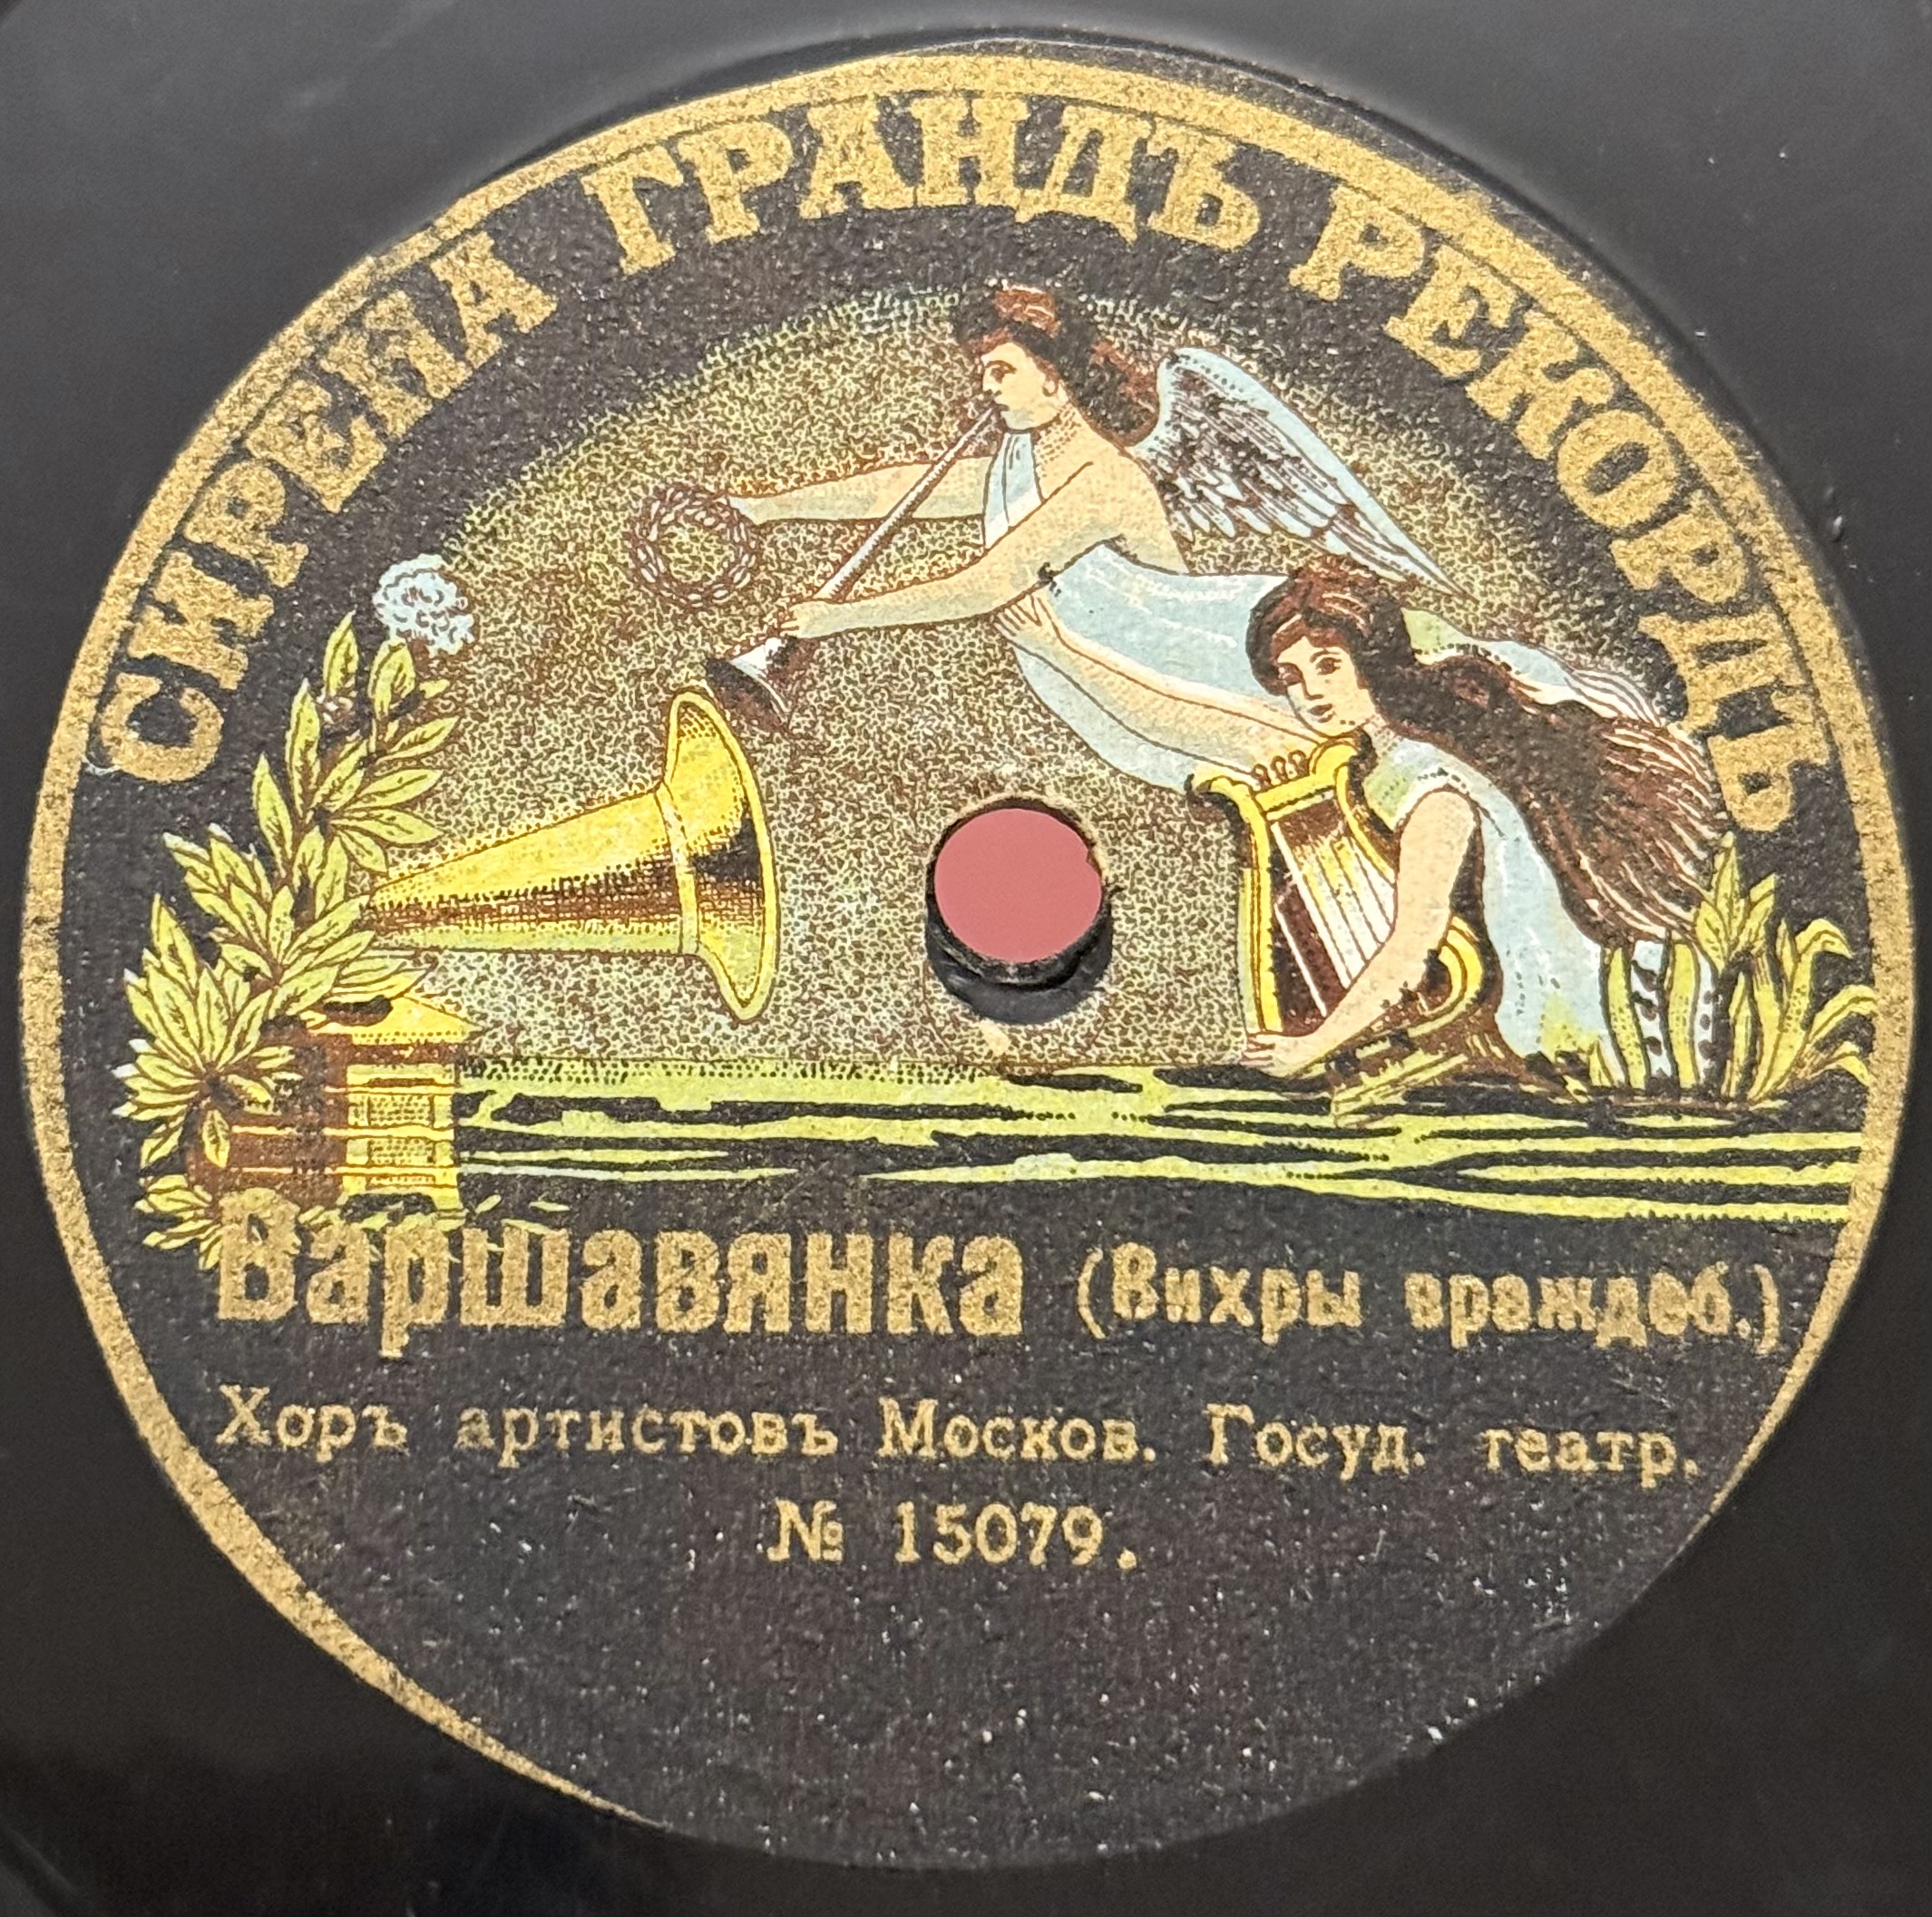 СИРЕНА ГРАНДЪ РЕКОРДЪ
Варшавянка (Вихры враждеб.)
Хоръ артистовъ Москов. Госуд. театр.
№ 15079.